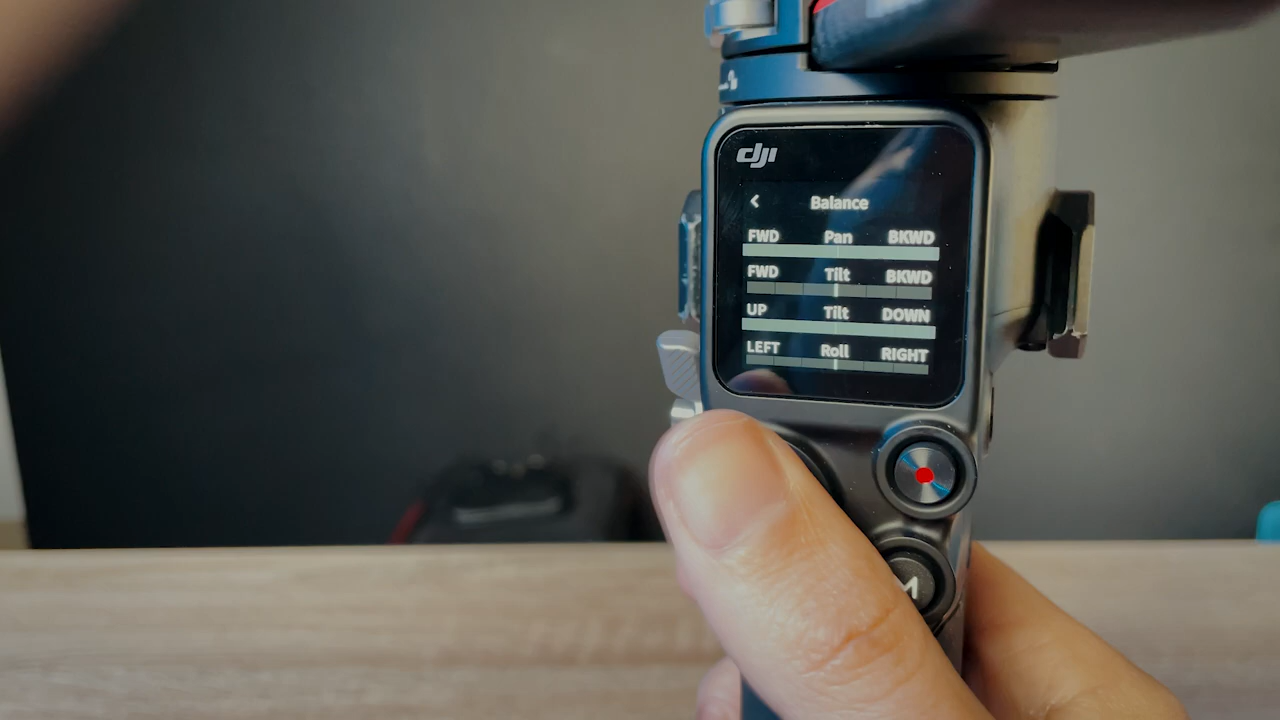 dji
Balance
FWD Pan BKWD
FWD Tilt BKWD
UP Tilt DOWN
LEFT Roll RIGHT
M